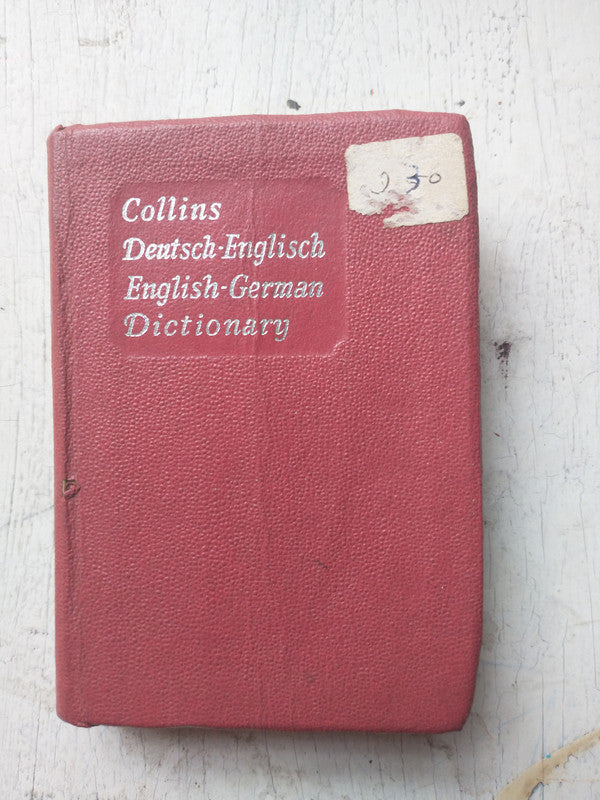 Collins
Deutsch-Englisch
English-German
Dictionary